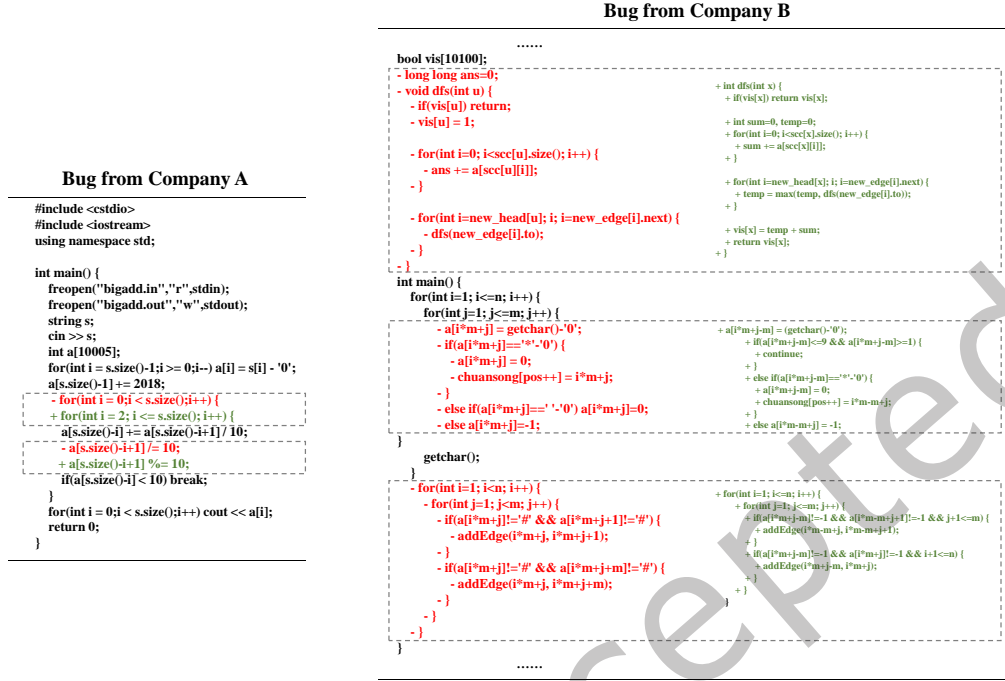 Bug from Company A
#include <cstdio>
#include <iostream>
using namespace std;
int main() {
freopen("bigadd.in","r",stdin);
freopen("bigadd.out","w",stdout);
string s;
cin >> s;
int a[10005];
for(int i = s.size()-1;i >= 0;i--) a[i] = s[i] - '0';
a[s.size()-1] += 2018;
- for(int i = 0;i < s.size();i++) {
+ for(int i = 2; i <= s.size(); i++) {
a[s.size()-i] += a[s.size()-i+1] / 10;
- a[s.size()-i+1] /= 10;
+ a[s.size()-i+1] %= 10;
if(a[s.size()-i] < 10) break;
}
for(int i = 0;i < s.size();i++) cout << a[i];
return 0;
}
Bug from Company B
......
bool vis[10100];
- long long ans=0;
- void dfs(int u) {
- if(vis[u]) return;
- vis[u] = 1;
- for(int i=0; i<scc[u].size(); i++) {
- ans += a[scc[u][i]];
- }
- for(int i=new_head[u]; i; i=new_edge[i].next) {
- dfs(new_edge[i].to);
- }
- }
+ int dfs(int x) {
+ if(vis[x]) return vis[x];
+ int sum=0, temp=0;
+ for(int i=0; i<scc[x].size(); i++) {
+ sum += a[scc[x][i]];
+ }
+ for(int i=new_head[x]; i; i=new_edge[i].next) {
+ temp = max(temp, dfs(new_edge[i].to));
+ }
+ vis[x] = temp + sum;
+ return vis[x];
+ }
int main() {
for(int i=1; i<=n; i++) {
for(int j=1; j<=m; j++) {
- a[i*m+j] = getchar()-'0';
- if(a[i*m+j]=='*'-'0') {
- a[i*m+j] = 0;
- chuansong[pos++] = i*m+j;
- }
- else if(a[i*m+j]==' '-'0') a[i*m+j]=0;
- else a[i*m+j]=-1;
+ a[i*m+j-m] = (getchar()-'0');
+ if(a[i*m+j-m]<=9 && a[i*m+j-m]>=1) {
+ continue;
+ }
+ else if(a[i*m+j-m]=='*'-'0') {
+ a[i*m+j-m] = 0;
+ chuansong[pos++] = i*m-m+j;
+ }
+ else a[i*m-m+j] = -1;
}
getchar();
}
- for(int i=1; i<n; i++) {
- for(int j=1; j<m; j++) {
- if(a[i*m+j]!='#' && a[i*m+j+1]!='#') {
- addEdge(i*m+j, i*m+j+1);
- }
- if(a[i*m+j]!='#' && a[i*m+j+m]!='#') {
- addEdge(i*m+j, i*m+j+m);
- }
- }
- }
+ for(int i=1; i<=n; i++) {
+ for(int j=1; j<=m; j++) {
+ if(a[i*m+j-m]!=-1 && a[i*m-m+j+1]!=-1 && j+1<=m) {
+ addEdge(i*m-m+j, i*m-m+j+1);
+ }
+ if(a[i*m+j-m]!=-1 && a[i*m+j]!=-1 && i+1<=n) {
+ addEdge(i*m+j-m, i*m+j);
+ }
+ }
}
}
......